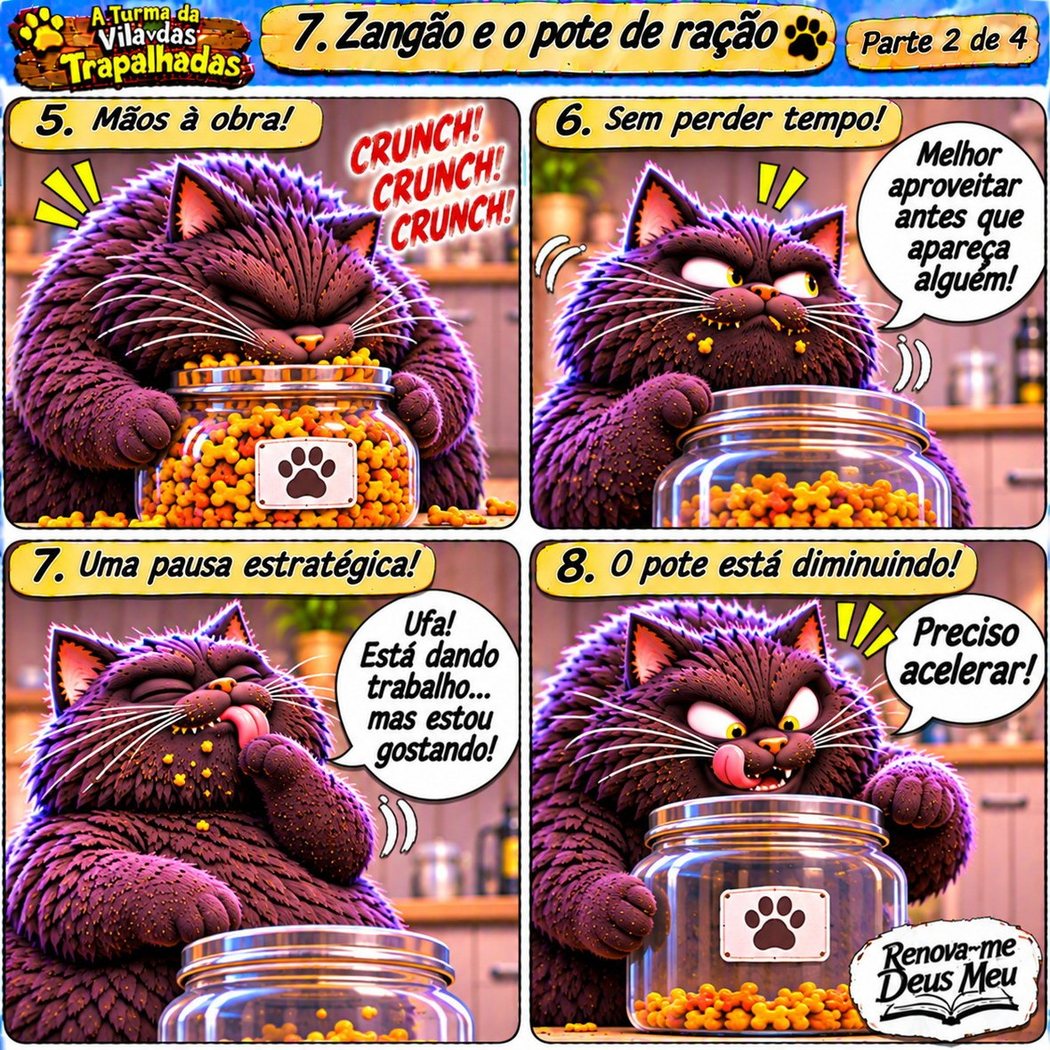 A Turma da
Vila das
Trapalhadas
7. Zangão e o pote de ração
Parte 2 de 4
5. Mãos à obra!
CRUNCH!
CRUNCH!
CRUNCH!
6. Sem perder tempo!
Melhor
aproveitar
antes que
apareça
alguém!
7. Uma pausa estratégica!
Ufa!
Está dando
trabalho...
mas estou
gostando!
8. O pote está diminuindo!
Preciso
acelerar!
Renova-me
Deus Meu